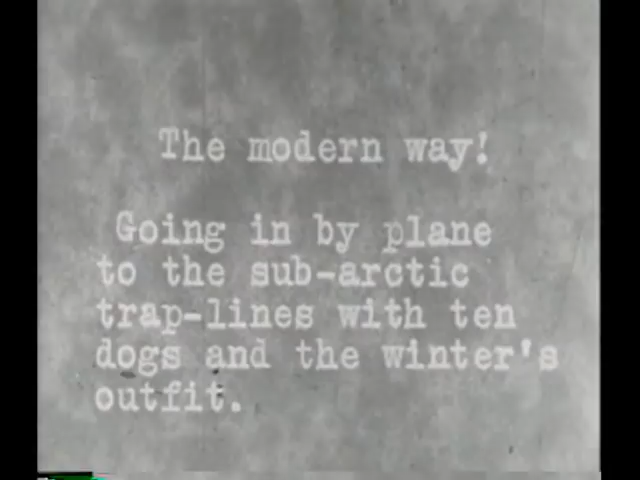 The modern way!
Going in by plane
to the sub-arctic
trap-lines with ten
dogs and the winter's
outfit.